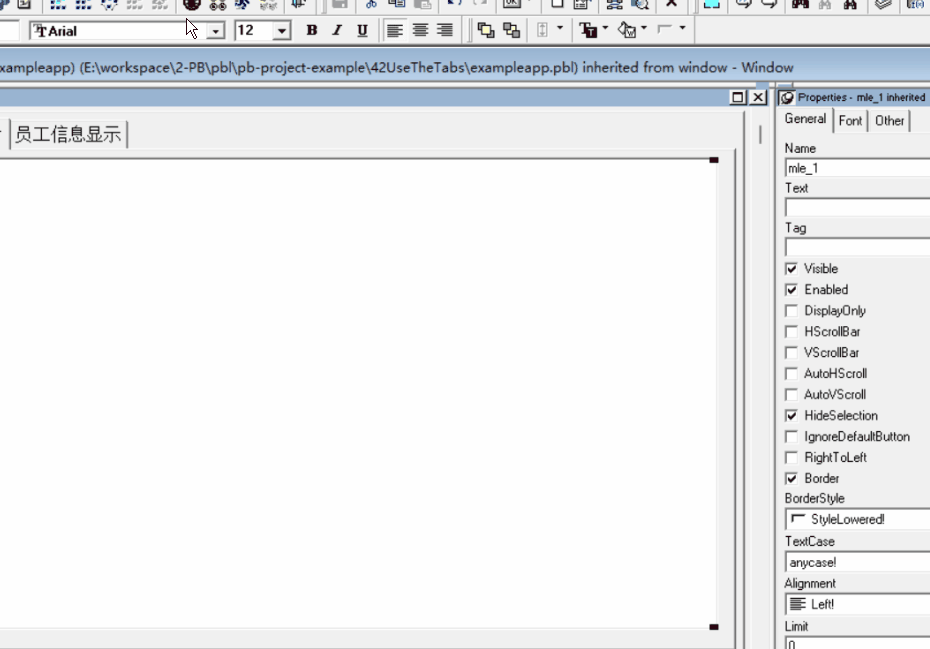 Arial
12
B I U
xampleapp) (E:\workspace\2-PB\pbl\pb-project-example\42UseTheTabs\exampleapp.pbl) inherited from window - Window
Properties - mle_1 inherited
员工信息显示
General Font Other
Name
mle_1
Text
Tag
Visible
Enabled
DisplayOnly
HScrollBar
VScrollBar
AutoHScroll
AutoVScroll
HideSelection
IgnoreDefaultButton
RightToLeft
Border
BorderStyle
StyleLowered!
TextCase
anycase!
Alignment
Left!
Limit
0